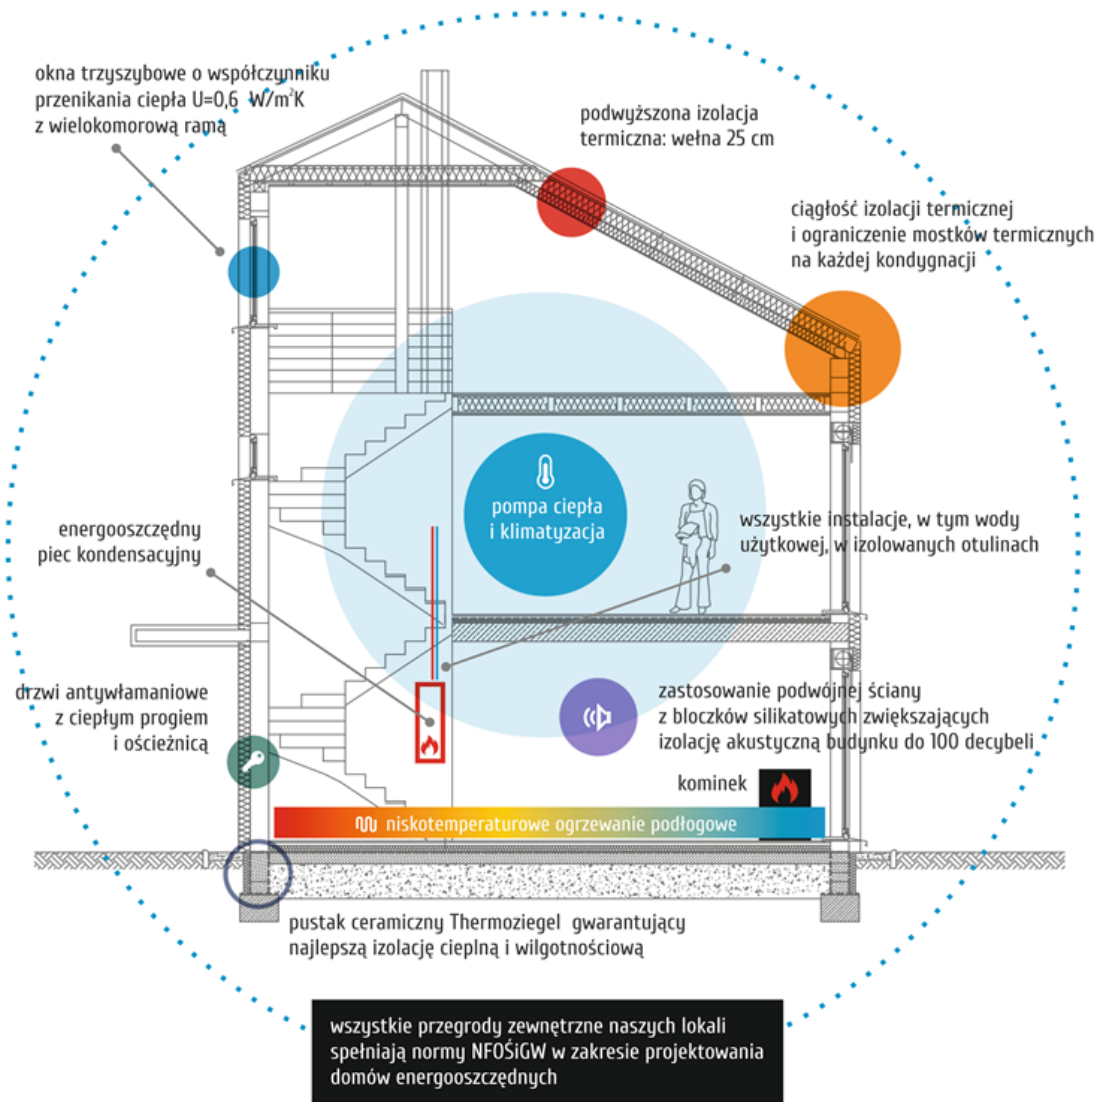 okna trzyszybowe o współczynniku
przenikania ciepła U=0,6 W/m²K
z wielokomorową ramą
podwyższona izolacja
termiczna: wełna 25 cm
ciągłość izolacji termicznej
i ograniczenie mostków termicznych
na każdej kondygnacji
pompa ciepła
i klimatyzacja
energooszczędny
piec kondensacyjny
wszystkie instalacje, w tym wody
użytkowej, w izolowanych otulinach
drzwi antywłamaniowe
z ciepłym progiem
i ościeżnicą
zastosowanie podwójnej ściany
z bloczków silikatowych zwiększających
izolację akustyczną budynku do 100 decybeli
kominek
niskotemperaturowe ogrzewanie podłogowe
pustak ceramiczny Thermoziegel gwarantujący
najlepszą izolację cieplną i wilgotnościową
wszystkie przegrody zewnętrzne naszych lokali
spełniają normy NFOŚiGW w zakresie projektowania
domów energooszczędnych